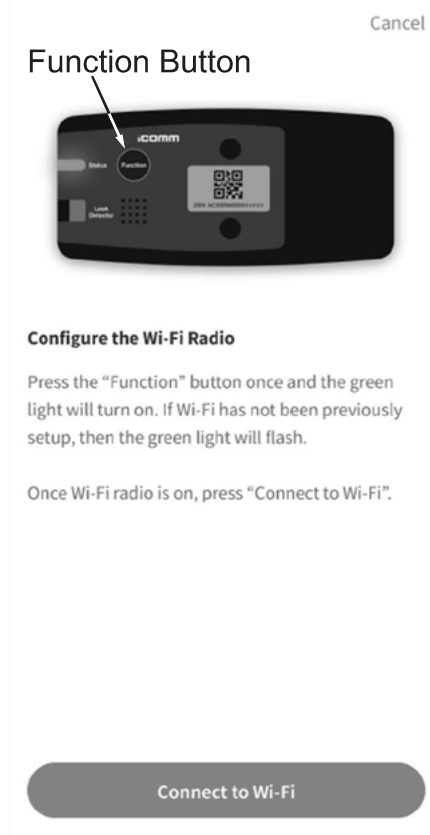 Cancel
Function Button
icomm
Status
Function
Leak
Detector
Configure the Wi-Fi Radio
Press the “Function” button once and the green
light will turn on. If Wi-Fi has not been previously
setup, then the green light will flash.
Once Wi-Fi radio is on, press “Connect to Wi-Fi”.
Connect to Wi-Fi